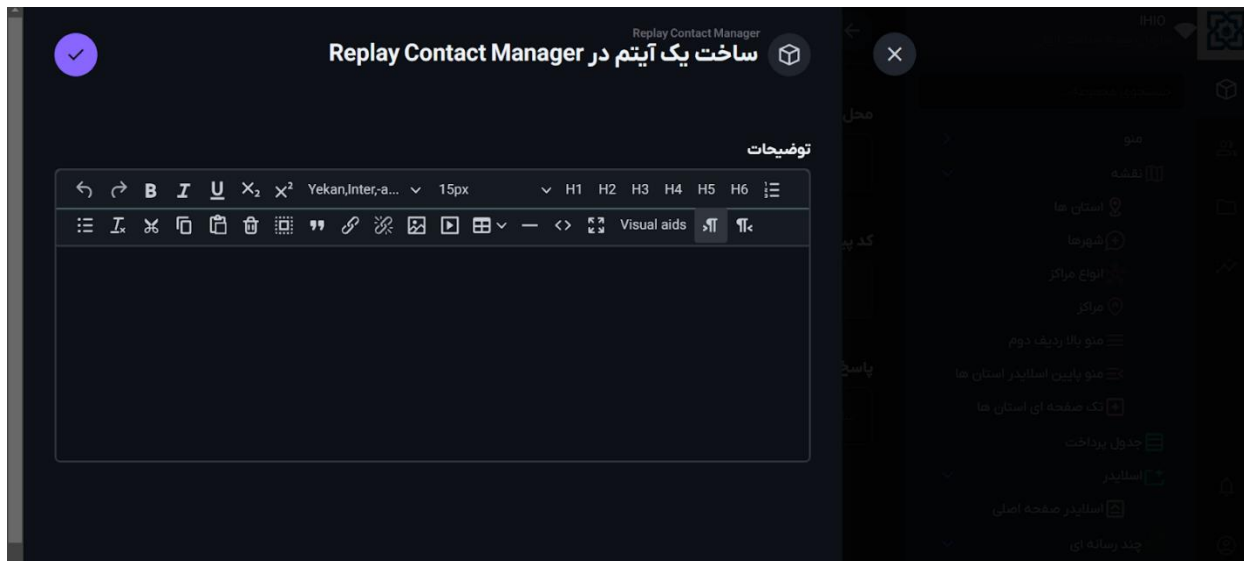 Replay Contact Manager
ساخت یک آیتم در Replay Contact Manager
توضیحات
Yekan,Inter,-a... 15px H1 H2 H3 H4 H5 H6
Visual aids
IHIO
محل
کد پی
پاسخ
منو
نقشه
استان ها
شهرها
انواع مراکز
مراکز
منو بالا ردیف دوم
منو پایین اسلایدر استان ها
تک صفحه ای استان ها
جدول پرداخت
اسلایدر
اسلایدر صفحه اصلی
چند رسانه ای